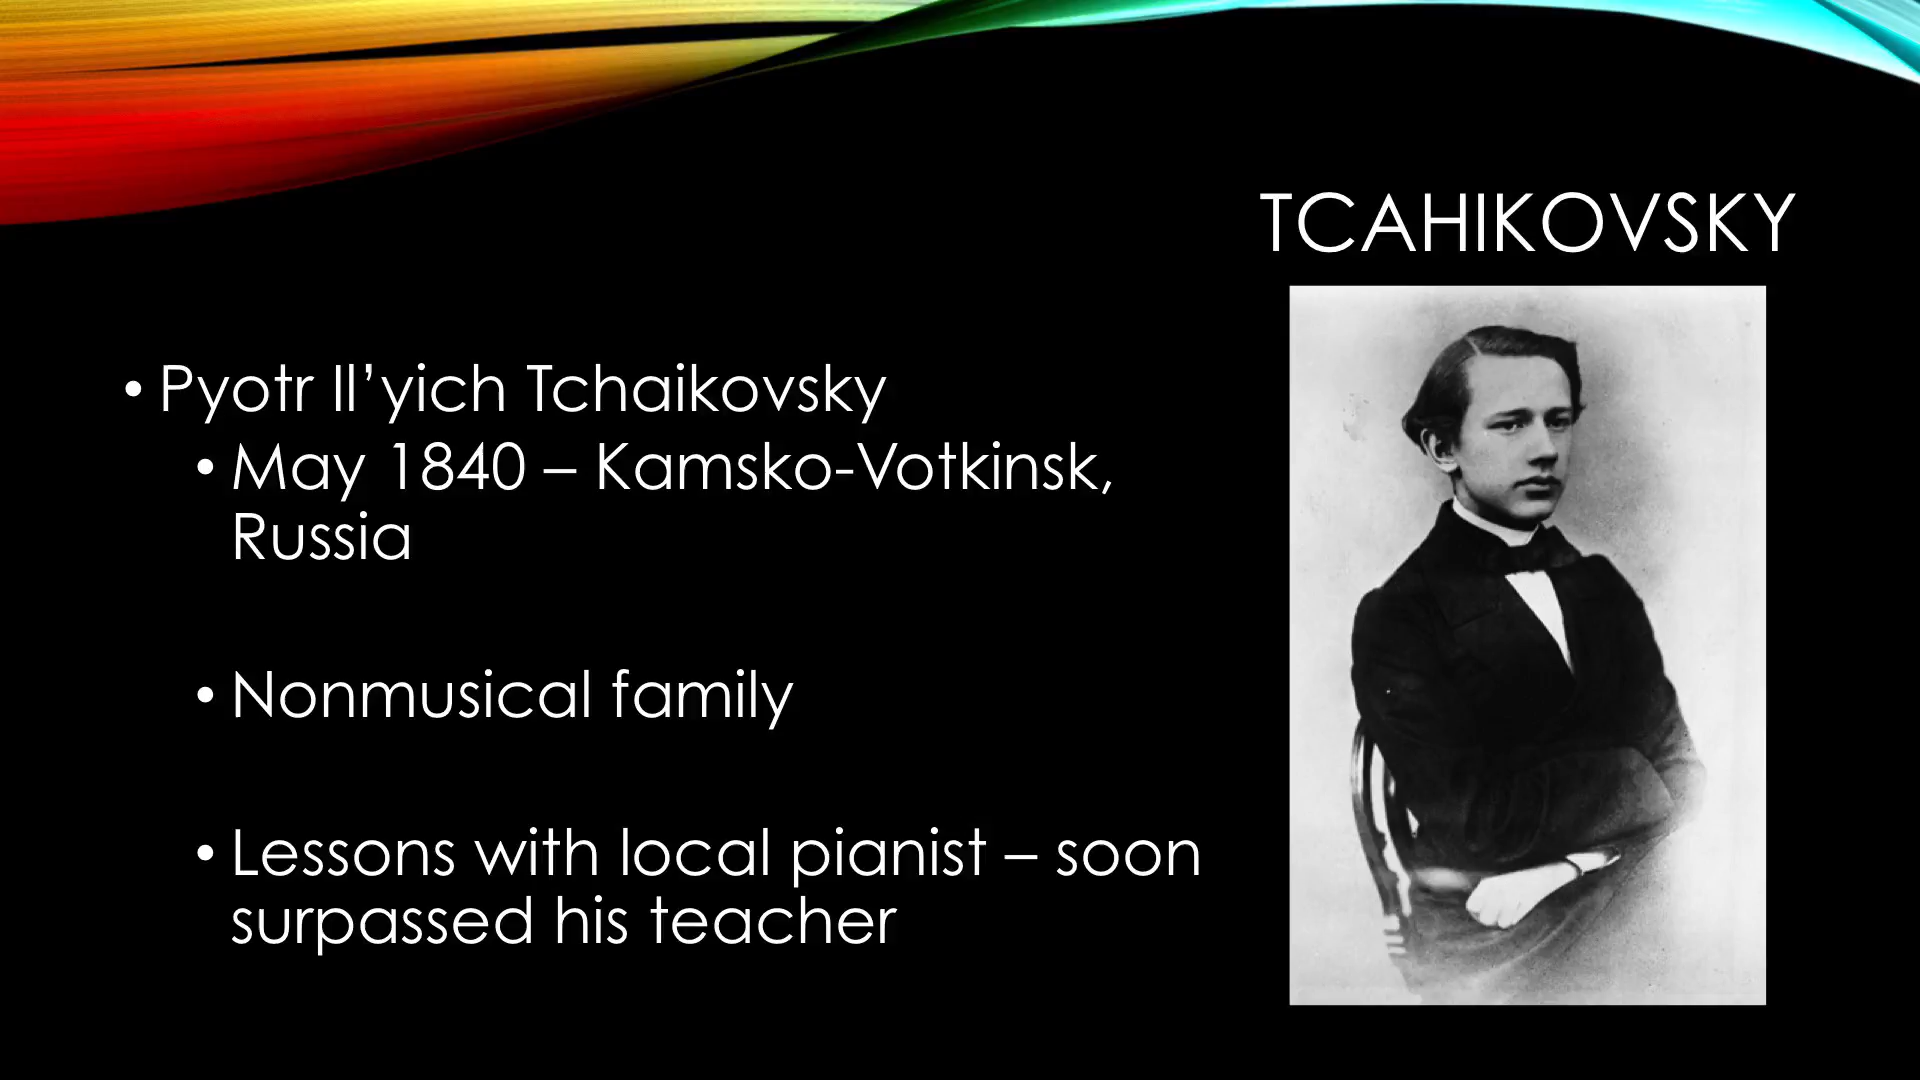 TCAHIKOVSKY
• Pyotr Il’yich Tchaikovsky
• May 1840 – Kamsko-Votkinsk,
Russia
• Nonmusical family
• Lessons with local pianist – soon
surpassed his teacher